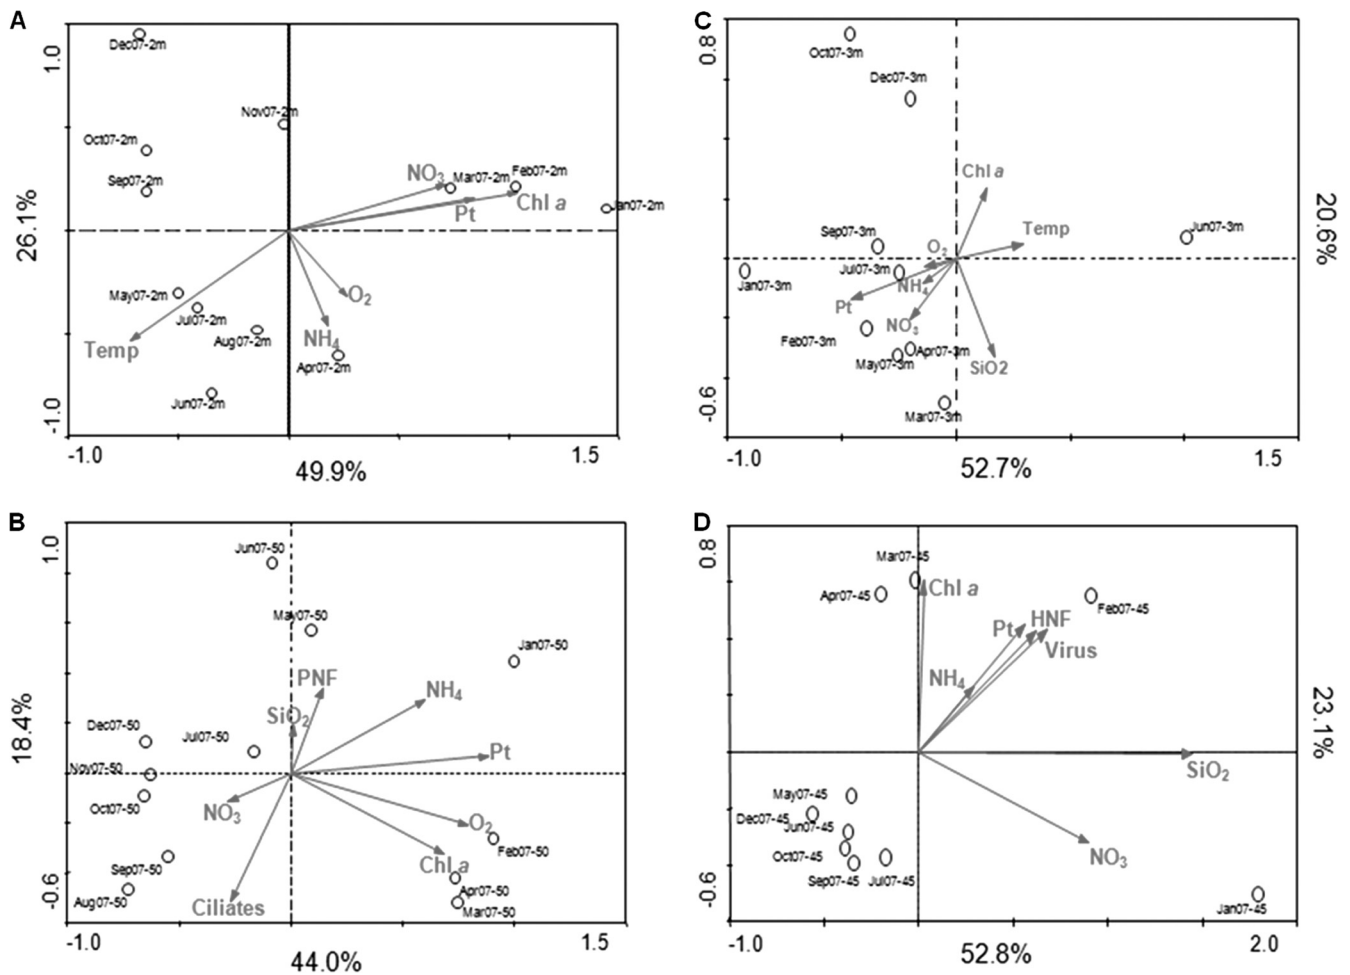 A
1.0
26.1%
-1.0
Dec07-2m
Nov07-2m
Oct07-2m
Sep07-2m
NO3
Mar07-2m
Feb07-2m
Pt
Chl a
Jan07-2m
May07-2m
O2
Jul07-2m
Aug07-2m
NH4
Temp
Apr07-2m
Jun07-2m
-1.0
1.5
49.9%
C
0.8
-0.6
Oct07-3m
Dec07-3m
Chl a
Temp
Jun07-3m
Sep07-3m
O2
Jul07-3m
Jan07-3m
NH4
Pt
NO3
Feb07-3m
Apr07-3m
May07-3m
SiO2
Mar07-3m
20.6%
-1.0
1.5
52.7%
B
1.0
18.4%
-0.6
Jun07-50
May07-50
Jan07-50
PNF
NH4
SiO2
Dec07-50
Jul07-50
Pt
Nov07-50
Oct07-50
NO3
O2
Feb07-50
Chl a
Sep07-50
Apr07-50
Aug07-50
Ciliates
Mar07-50
-1.0
1.5
44.0%
D
0.8
-0.6
Mar07-45
Chl a
Apr07-45
Feb07-45
Pt
HNF
Virus
NH4
SiO2
May07-45
Dec07-45
Jun07-45
Oct07-45
NO3
Sep07-45
Jul07-45
Jan07-45
23.1%
-1.0
2.0
52.8%